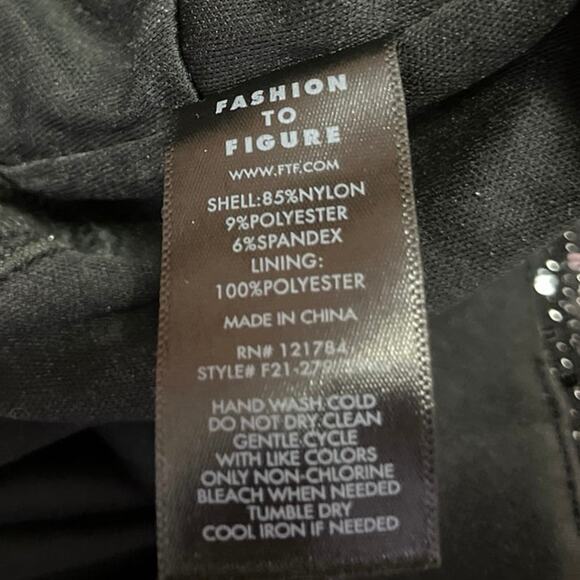 FASHION
TO
FIGURE
WWW.FTF.COM
SHELL:85%NYLON
9%POLYESTER
6%SPANDEX
LINING:
100%POLYESTER
MADE IN CHINA
RN# 121784
STYLE#
HAND WASH COLD
DO NOT DRY CLEAN
GENTLE CYCLE
WITH LIKE COLORS
ONLY NON-CHLORINE
BLEACH WHEN NEEDED
TUMBLE DRY
COOL IRON IF NEEDED